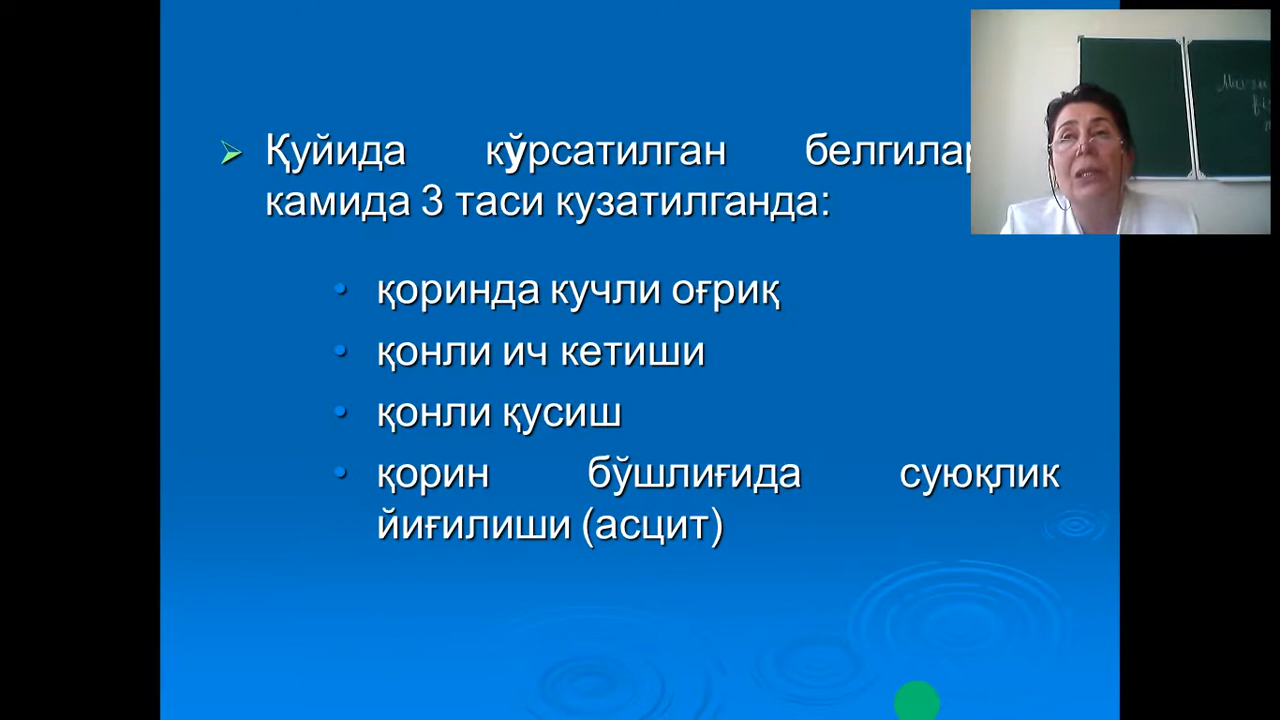 Қуйида кўрсатилган
камида 3 таси кузатилганда:
қоринда кучли оғриқ
қонли ич кетиши
қонли қусиш
қорин бўшлиғида суюқлик
йиғилиши (асцит)